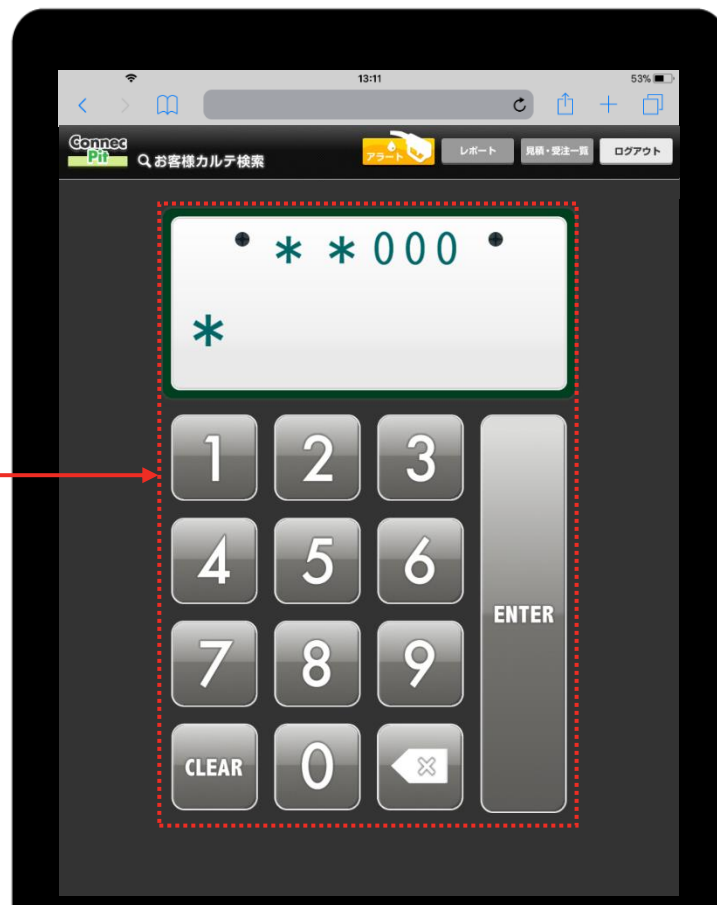 13:11
53%
Connec
Pit
お客様カルテ検索
アラート
レポート
見積・受注一覧
ログアウト
＊＊000
＊
1 2 3
4 5 6
ENTER
7 8 9
CLEAR 0